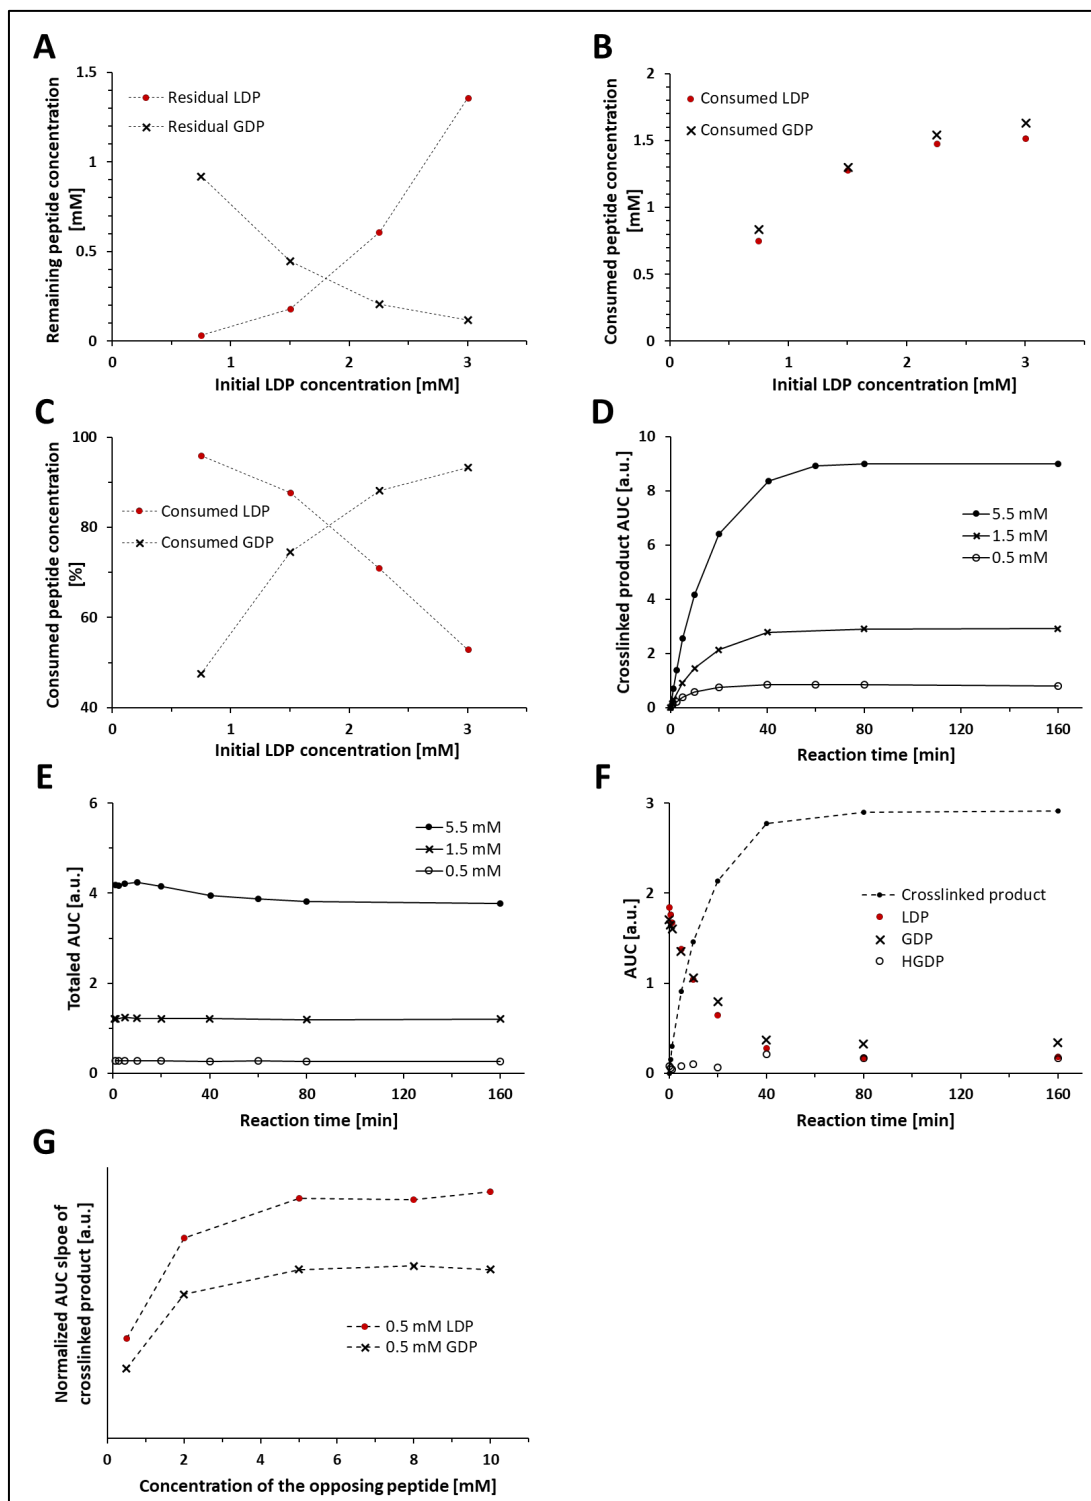 A
Remaining peptide concentration
[mM]
1.5
1
0.5
0
Residual LDP
Residual GDP
0
1
2
3
Initial LDP concentration [mM]
B
Consumed peptide concentration
[mM]
2
1.5
1
0.5
0
Consumed LDP
Consumed GDP
0
1
2
3
Initial LDP concentration [mM]
C
Consumed peptide concentration
[%]
100
80
60
40
Consumed LDP
Consumed GDP
0
1
2
3
Initial LDP concentration [mM]
D
Crosslinked product AUC [a.u.]
10
8
6
4
2
0
5.5 mM
1.5 mM
0.5 mM
0
40
80
120
160
Reaction time [min]
E
Totaled AUC [a.u.]
6
4
2
0
5.5 mM
1.5 mM
0.5 mM
0
40
80
120
160
Reaction time [min]
F
AUC [a.u.]
3
2
1
0
Crosslinked product
LDP
GDP
HGDP
0
40
80
120
160
Reaction time [min]
G
Normalized AUC slpoe of
crosslinked product [a.u.]
0.5 mM LDP
0.5 mM GDP
0
2
4
6
8
10
Concentration of the opposing peptide [mM]